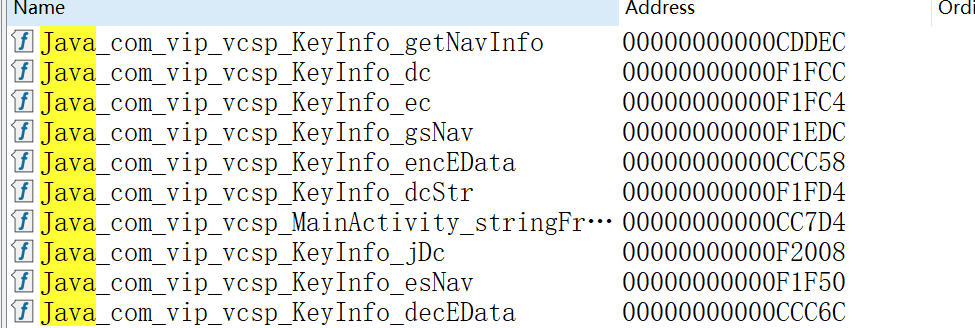 Name Address Ordi
Java_com_vip_vcsp_KeyInfo_getNavInfo 00000000000CDDEC
Java_com_vip_vcsp_KeyInfo_dc 00000000000F1FCC
Java_com_vip_vcsp_KeyInfo_ec 00000000000F1FC4
Java_com_vip_vcsp_KeyInfo_gsNav 00000000000F1EDC
Java_com_vip_vcsp_KeyInfo_encEData 00000000000CCC58
Java_com_vip_vcsp_KeyInfo_dcStr 00000000000F1FD4
Java_com_vip_vcsp_MainActivity_stringFr··· 00000000000CC7D4
Java_com_vip_vcsp_KeyInfo_jDc 00000000000F2008
Java_com_vip_vcsp_KeyInfo_esNav 00000000000F1F50
Java_com_vip_vcsp_KeyInfo_decEData 00000000000CCC6C